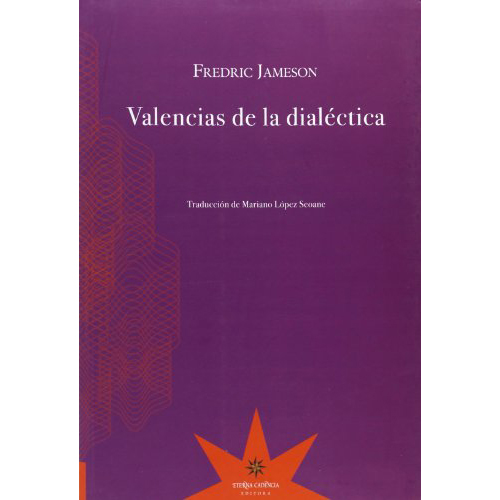 FREDRIC JAMESON
Valencias de la dialéctica
Traducción de Mariano López Seoane
ETERNA CADENCIA
EDITORA